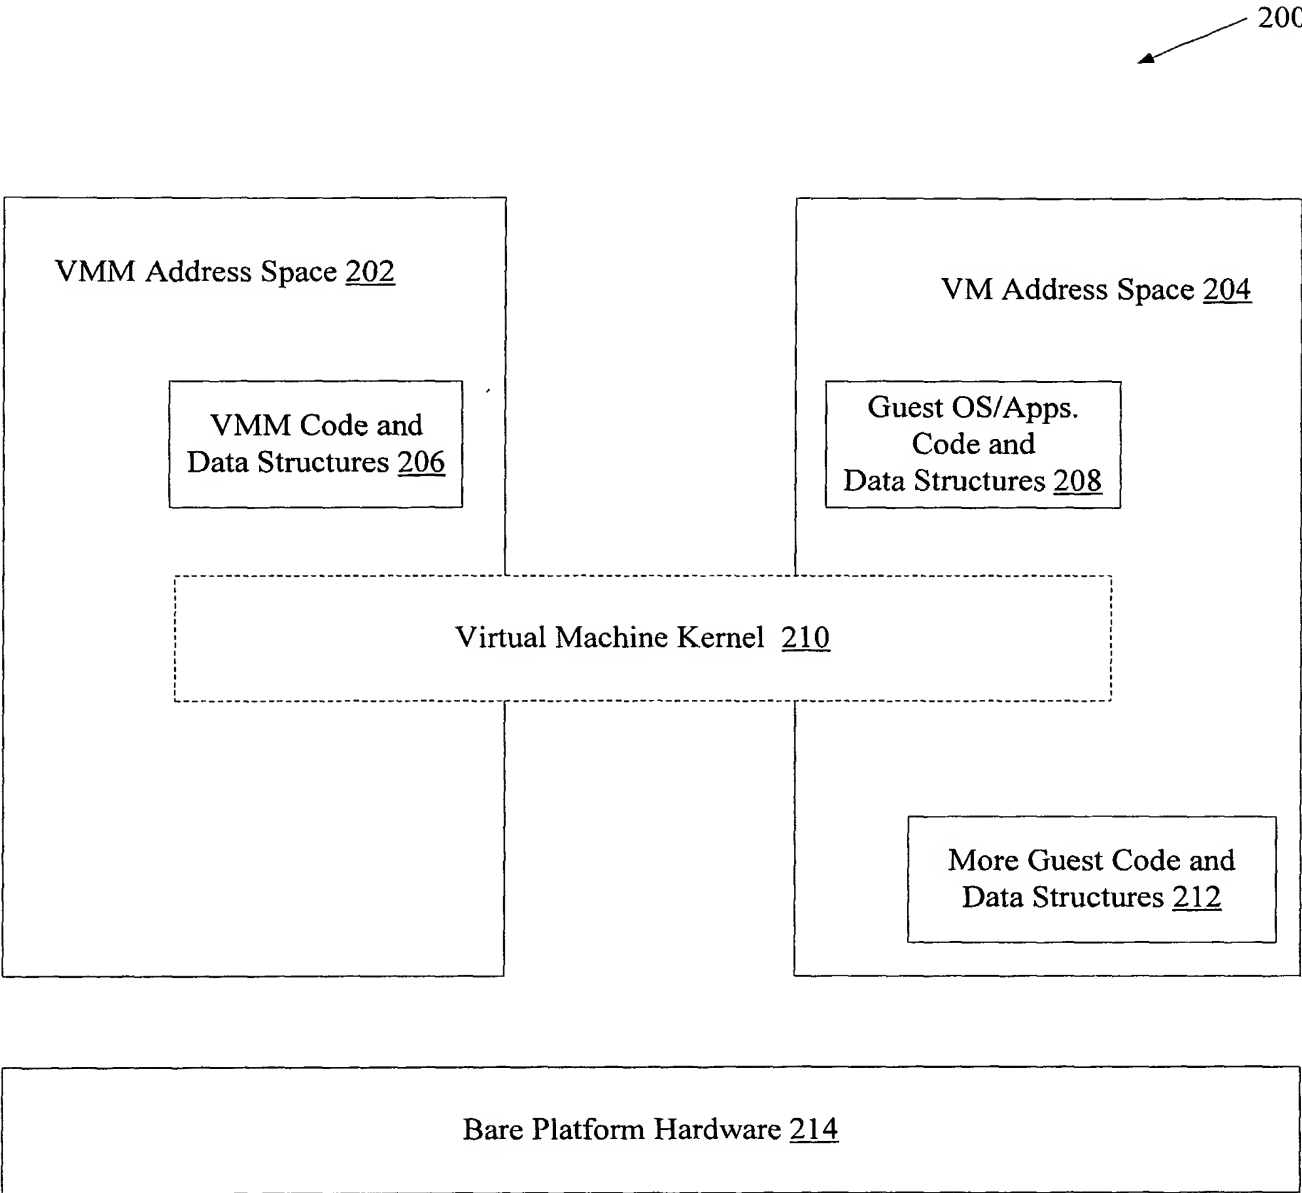 200
VMM Address Space 202
VM Address Space 204
VMM Code and
Data Structures 206
Guest OS/Apps.
Code and
Data Structures 208
Virtual Machine Kernel 210
More Guest Code and
Data Structures 212
Bare Platform Hardware 214